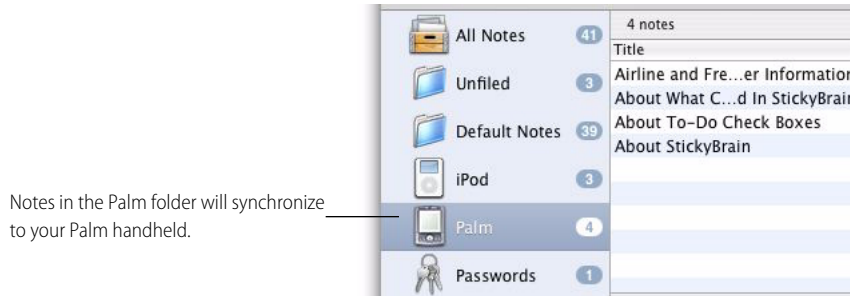 All Notes 41
Unfiled 3
Default Notes 39
iPod 3
Palm 4
Passwords 1
4 notes
Title
Airline and Fre...er Information
About What C...d In StickyBrain
About To-Do Check Boxes
About StickyBrain
Notes in the Palm folder will synchronize
to your Palm handheld.